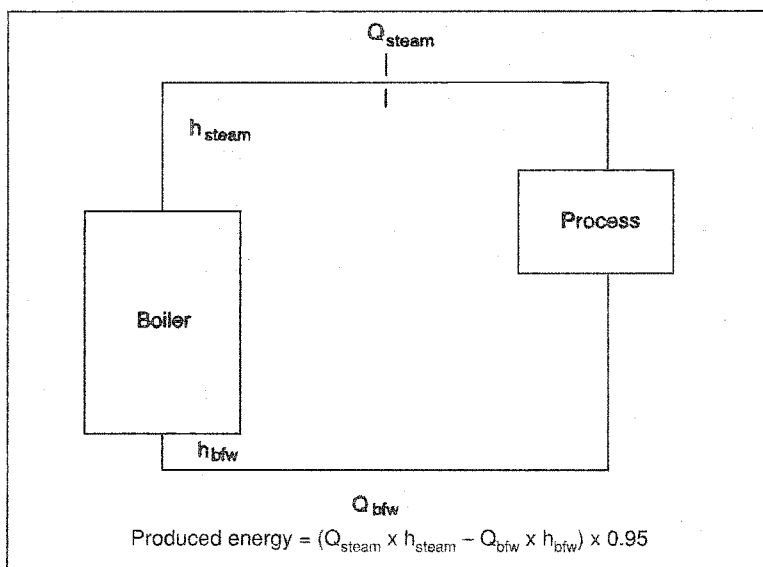 Q_steam
h_steam
Process
Boiler
h_bfw
Q_bfw
Produced energy = (Q_steam x h_steam – Q_bfw x h_bfw) x 0.95